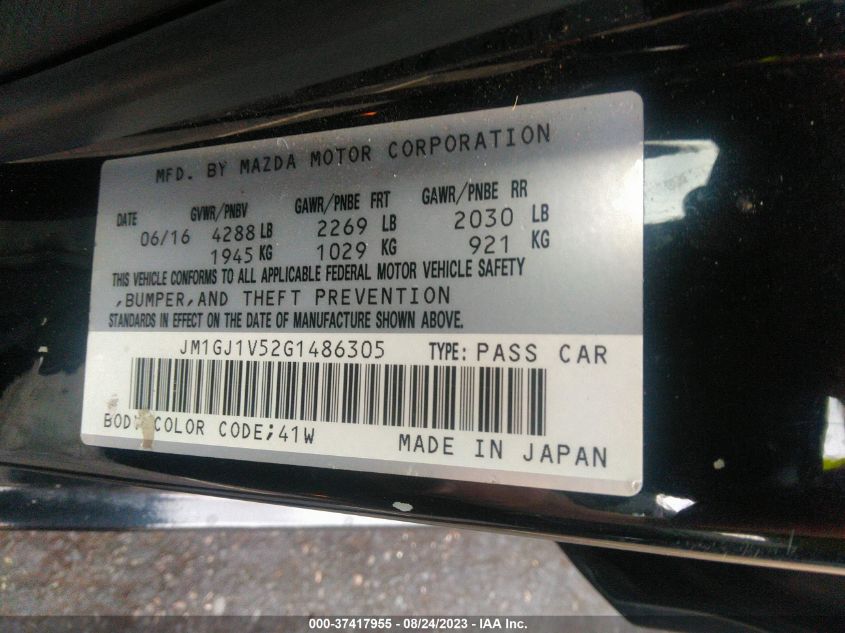 MFD. BY MAZDA MOTOR CORPORATION
DATE GVWR/PNBV GAWR/PNBE FRT GAWR/PNBE RR
06/16 4288 LB 2269 LB 2030 LB
1945 KG 1029 KG 921 KG
THIS VEHICLE CONFORMS TO ALL APPLICABLE FEDERAL MOTOR VEHICLE SAFETY
,BUMPER,AND THEFT PREVENTION
STANDARDS IN EFFECT ON THE DATE OF MANUFACTURE SHOWN ABOVE.
JM1GJ1V52G1486305 TYPE: PASS CAR
BODY COLOR CODE;41W
MADE IN JAPAN
000-37417955 - 08/24/2023 - IAA Inc.